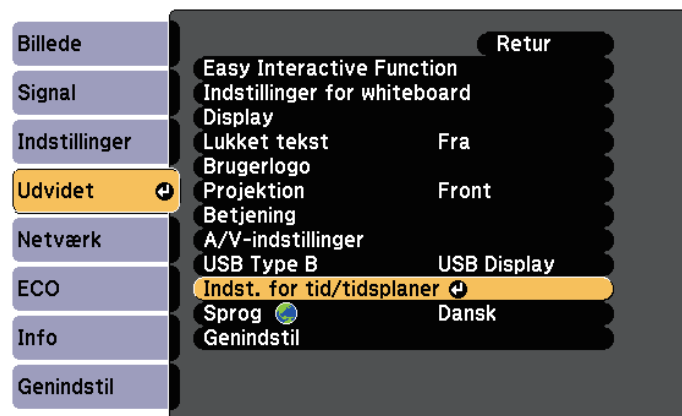 Billede
Signal
Indstillinger
Udvidet
Netværk
ECO
Info
Genindstil
Retur
Easy Interactive Function
Indstillinger for whiteboard
Display
Lukket tekst Fra
Brugerlogo
Projektion Front
Betjening
A/V-indstillinger
USB Type B USB Display
Indst. for tid/tidsplaner
Sprog Dansk
Genindstil